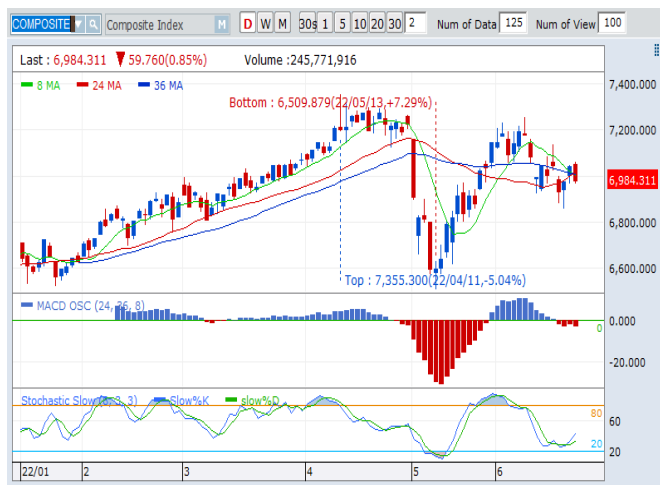 COMPOSITE Composite Index M D W M 30s 1 5 10 20 30 2 Num of Data 125 Num of View 100
Last : 6,984.311 ▼ 59.760(0.85%) Volume :245,771,916
8 MA 24 MA 36 MA
7,400.000
Bottom : 6,509.879(22/05/13,+7.29%)
7,200.000
7,000.000
6,984.311
6,800.000
6,600.000
Top : 7,355.300(22/04/11,-5.04%)
MACD OSC (24, 36, 8)
0.000
0
-20.000
Stochastic Slow( , 3, 3) Slow%K slow%D
80
60
20
20
22/01 2 3 4 5 6